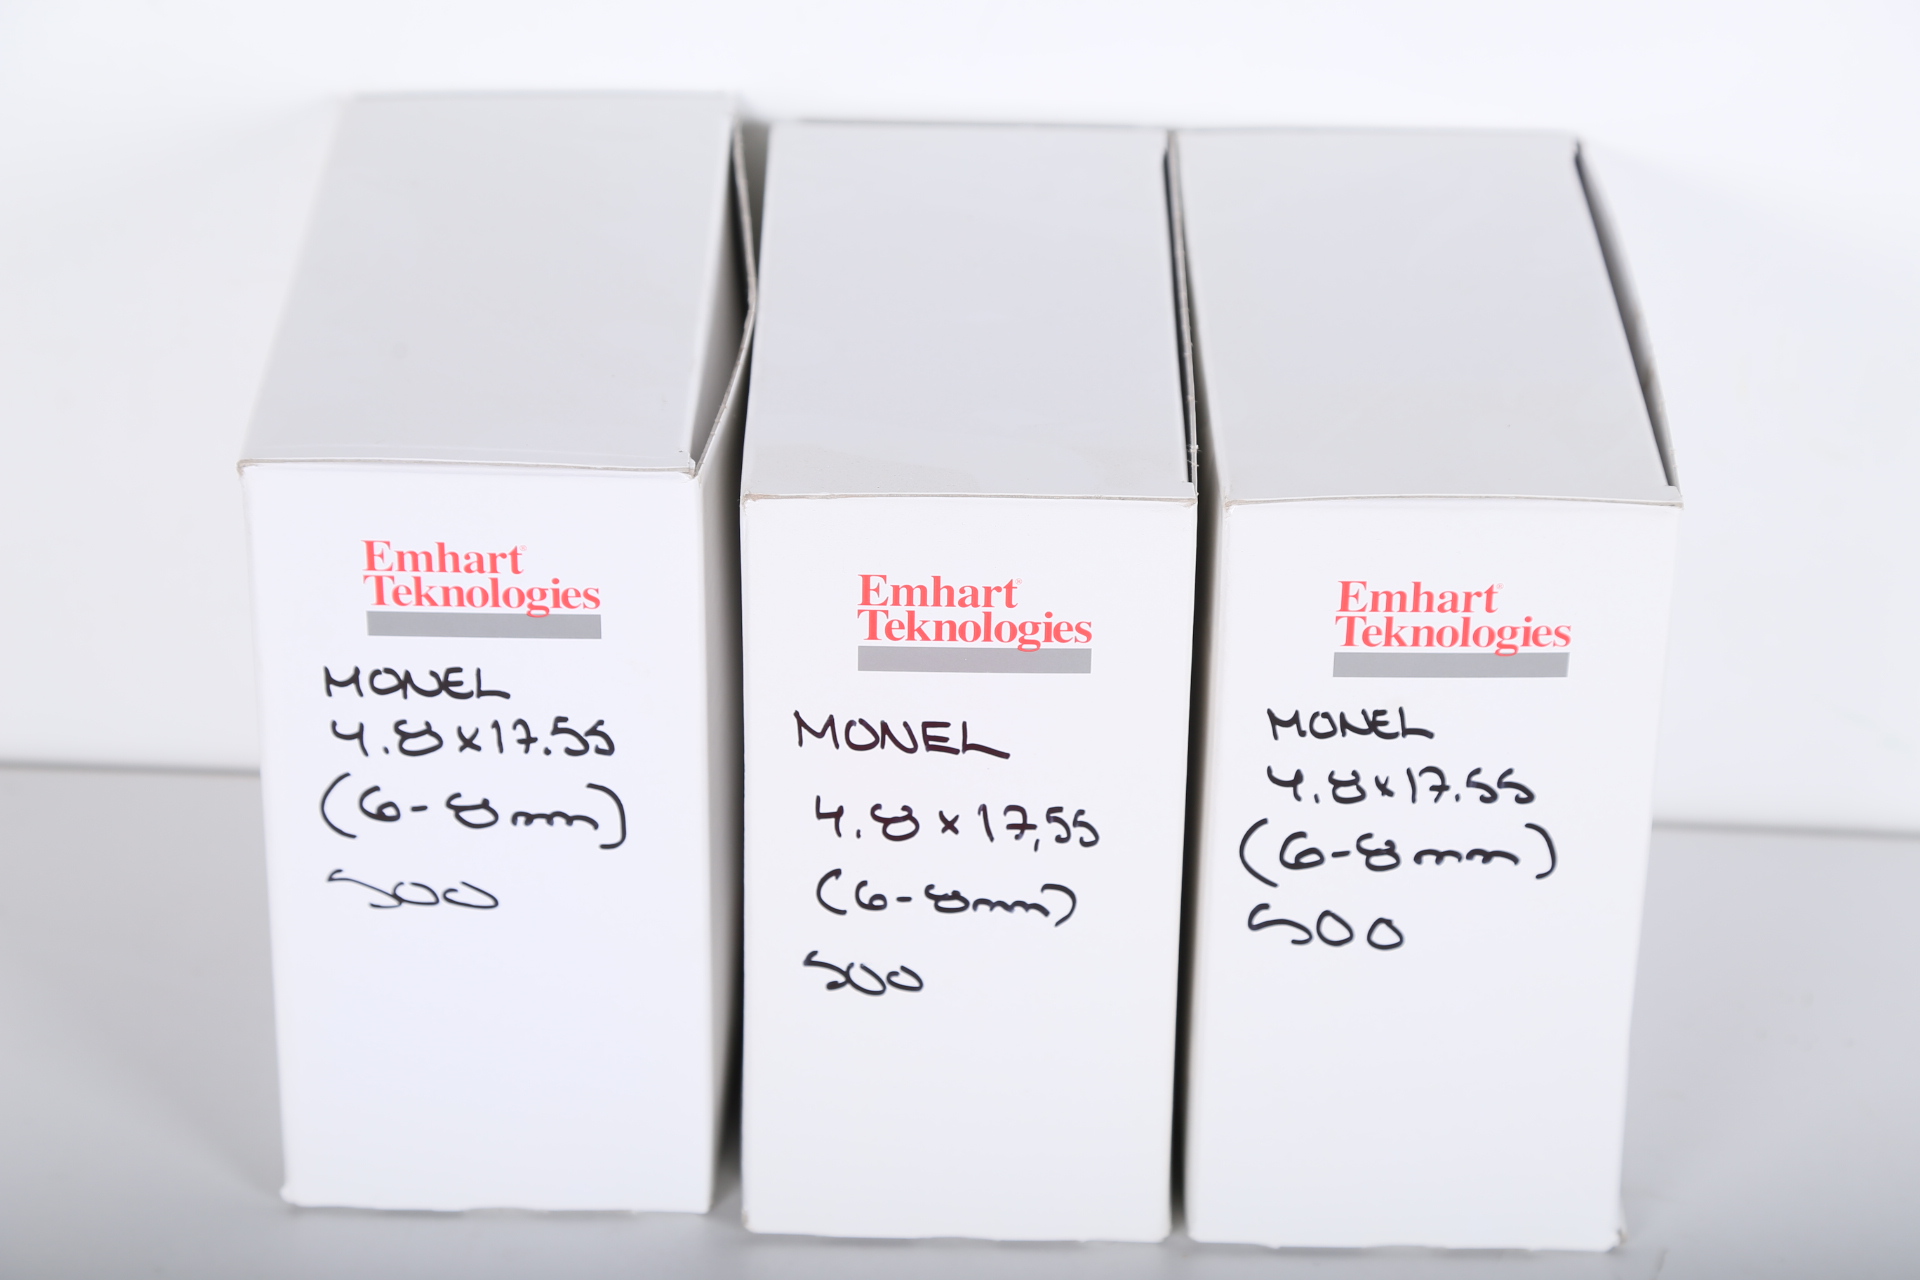 Emhart®
Teknologies
MONEL
4.8x17.55
(6-8mm)
500
Emhart®
Teknologies
MONEL
4.8x17,55
(6-8mm)
500
Emhart®
Teknologies
MONEL
4.8x17.55
(6-8mm)
500